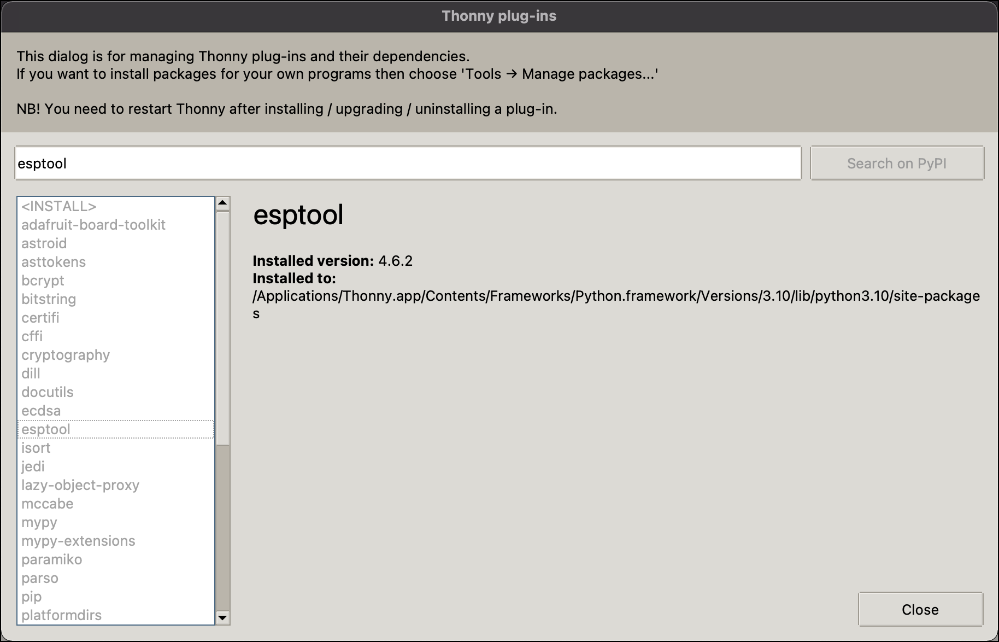 Thonny plug-ins
This dialog is for managing Thonny plug-ins and their dependencies.
If you want to install packages for your own programs then choose 'Tools → Manage packages...'
NB! You need to restart Thonny after installing / upgrading / uninstalling a plug-in.
esptool
Search on PyPI
<INSTALL>
adafruit-board-toolkit
astroid
asttokens
bcrypt
bitstring
certifi
cffi
cryptography
dill
docutils
ecdsa
esptool
isort
jedi
lazy-object-proxy
mccabe
mypy
mypy-extensions
paramiko
parso
pip
platformdirs
esptool
Installed version: 4.6.2
Installed to:
/Applications/Thonny.app/Contents/Frameworks/Python.framework/Versions/3.10/lib/python3.10/site-package
s
Close